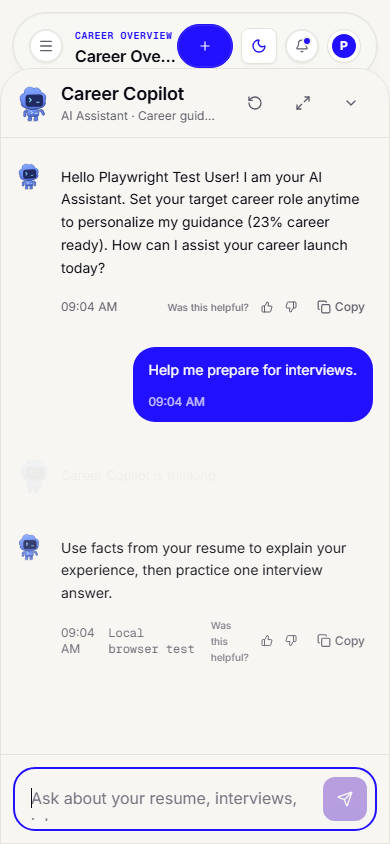 CAREER OVERVIEW
Career Ove...
P
Career Copilot
AI Assistant · Career guid...
Hello Playwright Test User! I am your AI
Assistant. Set your target career role anytime
to personalize my guidance (23% career
ready). How can I assist your career launch
today?
09:04 AM Was this helpful? Copy
Help me prepare for interviews.
09:04 AM
Career Copilot is thinking
Use facts from your resume to explain your
experience, then practice one interview
answer.
09:04 AM Local browser test Was this helpful? Copy
Ask about your resume, interviews,